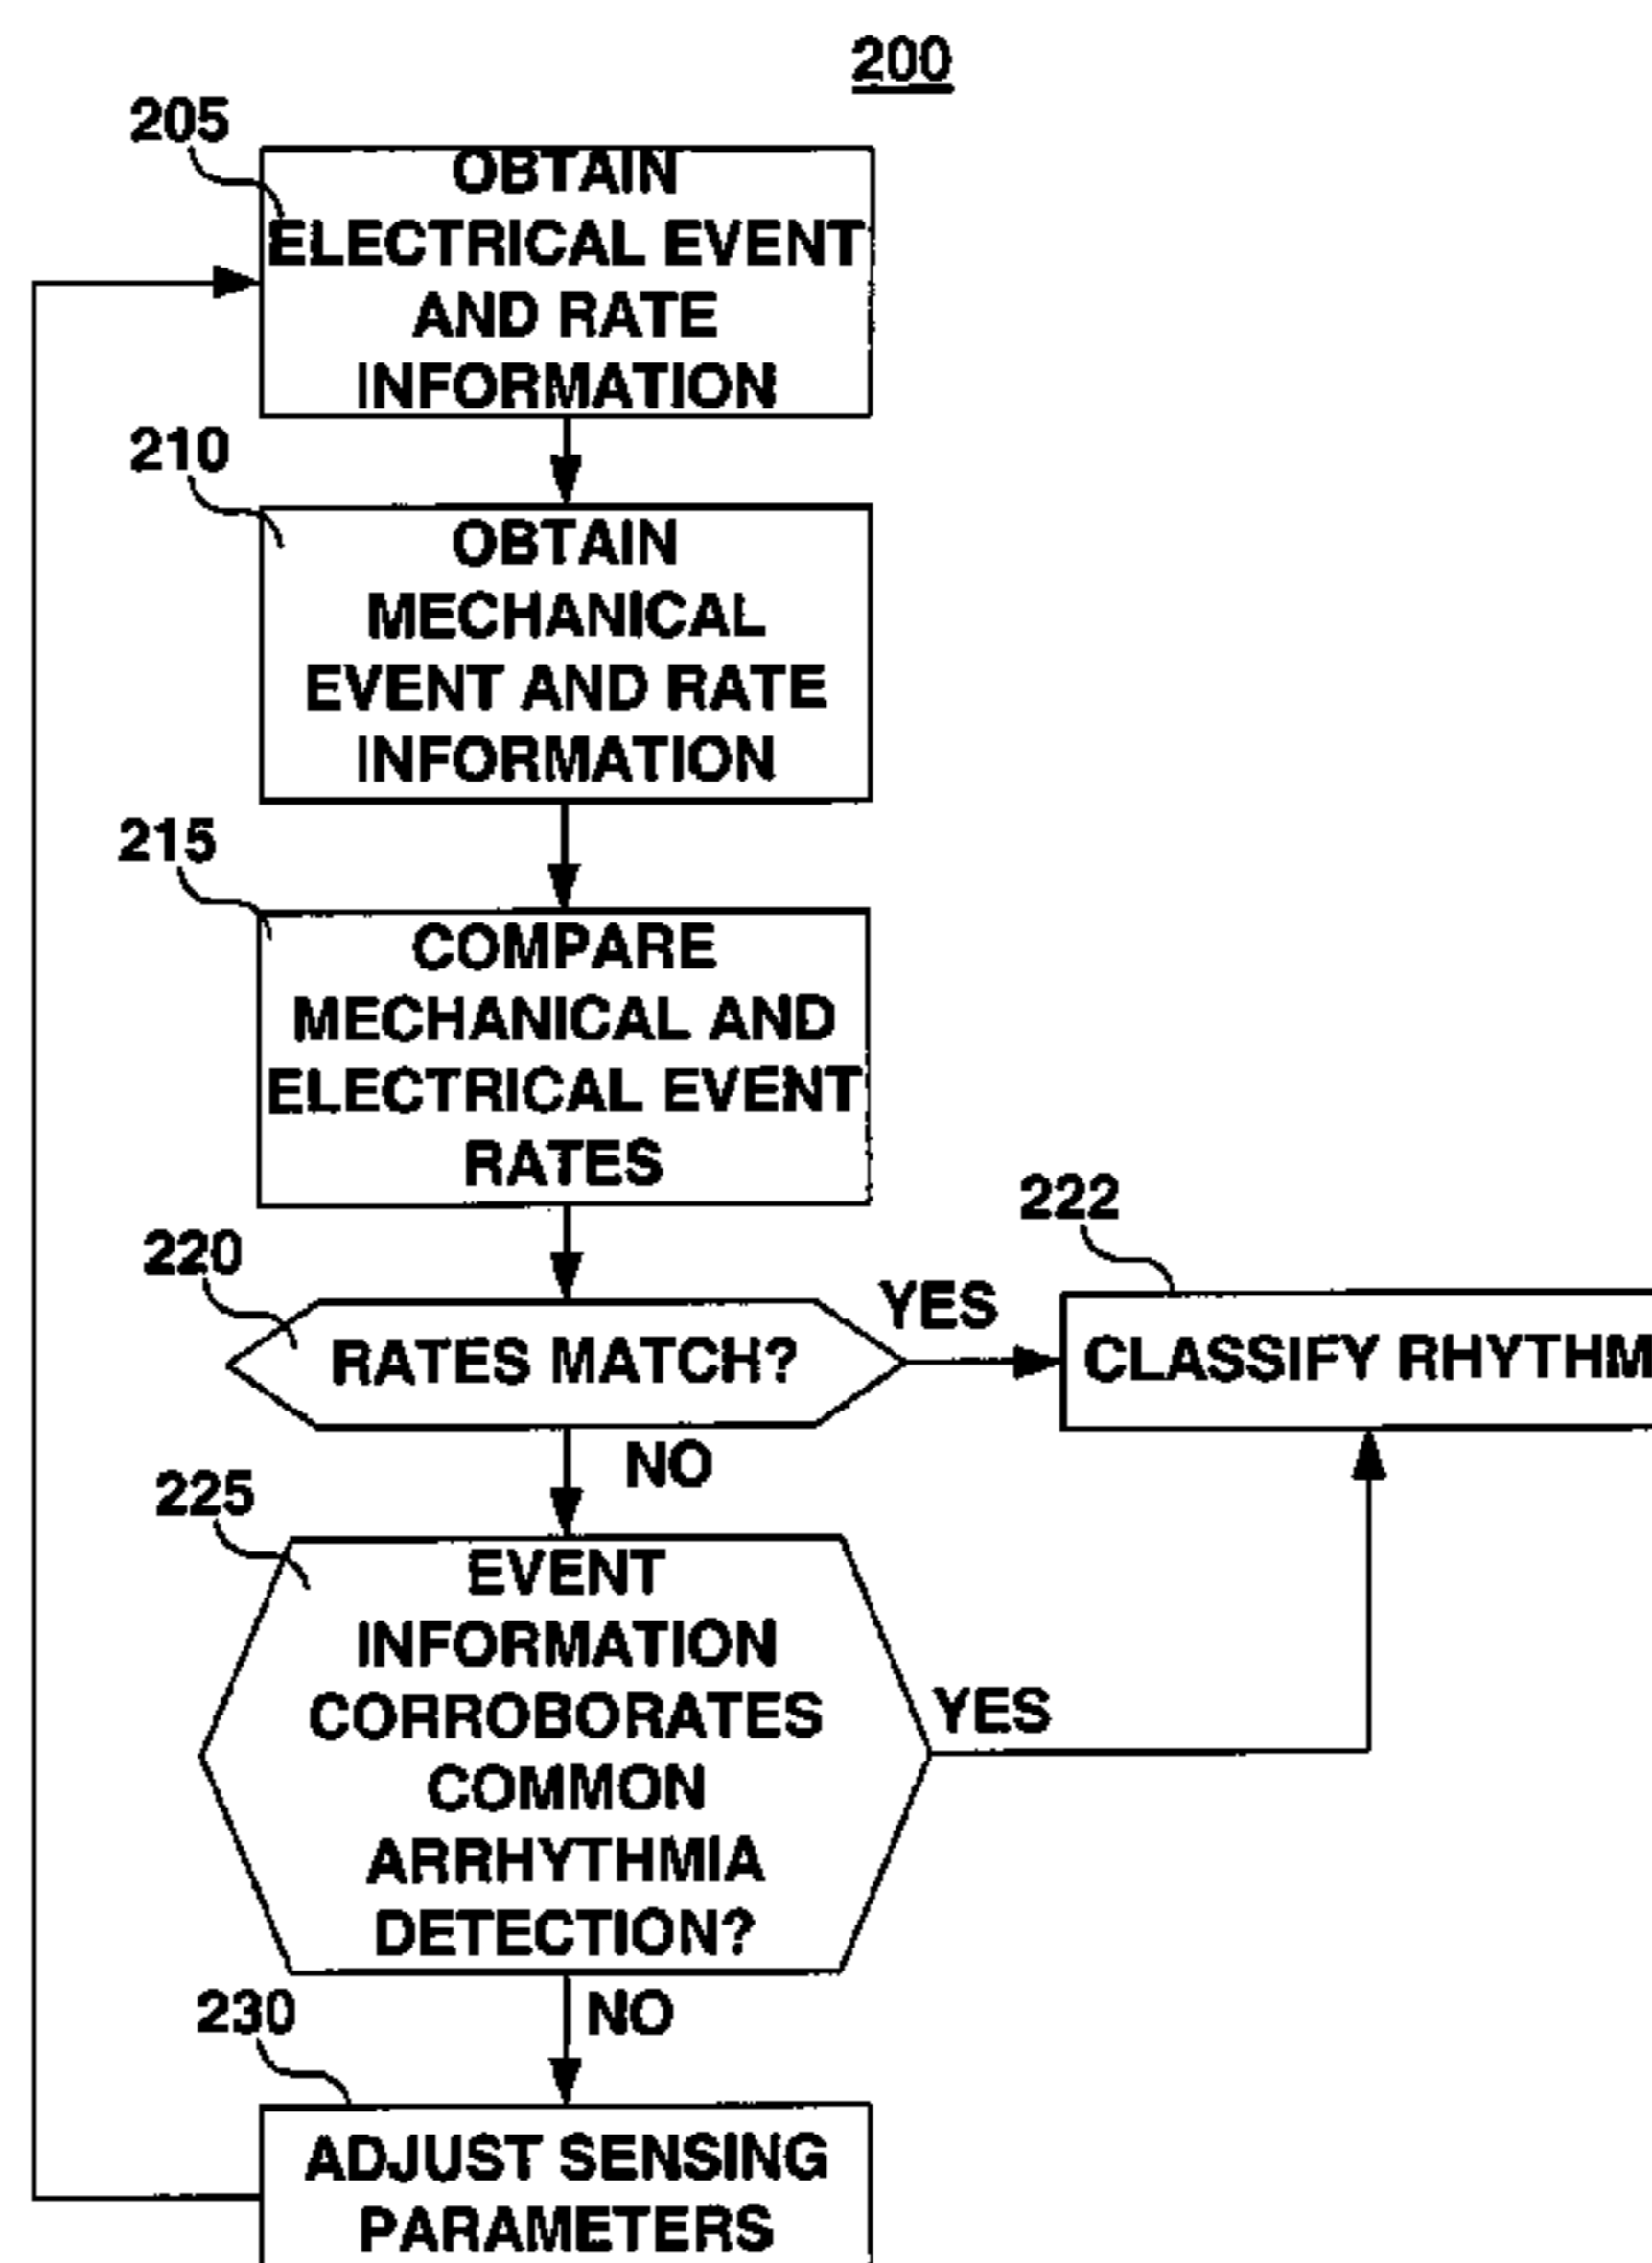 200
205
OBTAIN
ELECTRICAL EVENT
AND RATE
INFORMATION
210
OBTAIN
MECHANICAL
EVENT AND RATE
INFORMATION
215
COMPARE
MECHANICAL AND
ELECTRICAL EVENT
RATES
220
RATES MATCH?
YES
222
CLASSIFY RHYTHM
NO
225
EVENT
INFORMATION
CORROBORATES
COMMON
ARRHYTHMIA
DETECTION?
YES
NO
230
ADJUST SENSING
PARAMETERS